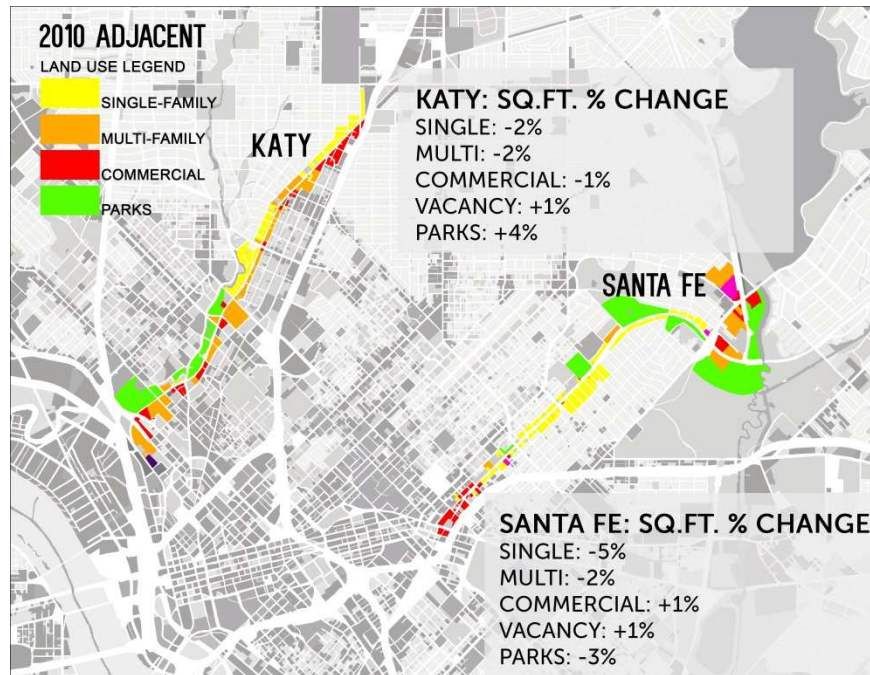 2010 ADJACENT
LAND USE LEGEND
SINGLE-FAMILY
MULTI-FAMILY
COMMERCIAL
PARKS
KATY
KATY: SQ.FT. % CHANGE
SINGLE: -2%
MULTI: -2%
COMMERCIAL: -1%
VACANCY: +1%
PARKS: +4%
SANTA FE
SANTA FE: SQ.FT. % CHANGE
SINGLE: -5%
MULTI: -2%
COMMERCIAL: +1%
VACANCY: +1%
PARKS: -3%